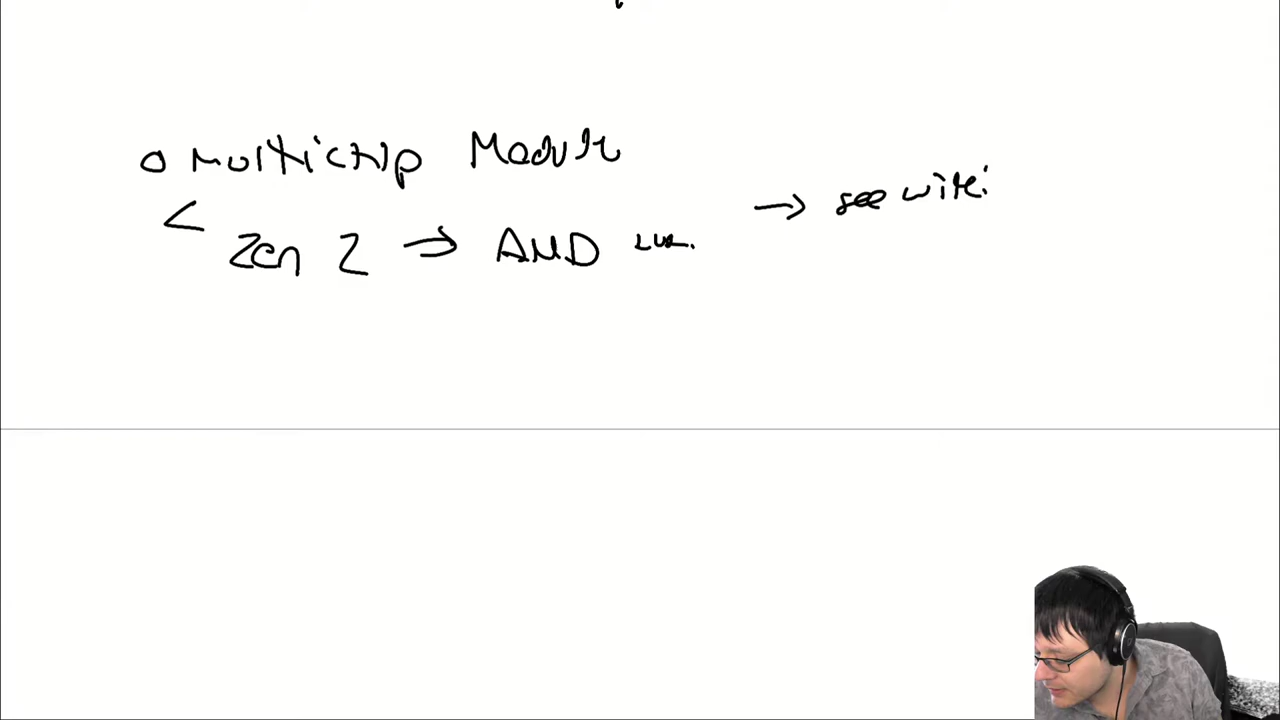 o Multichip Module
→ see wiki
< Zen 2 → AMD